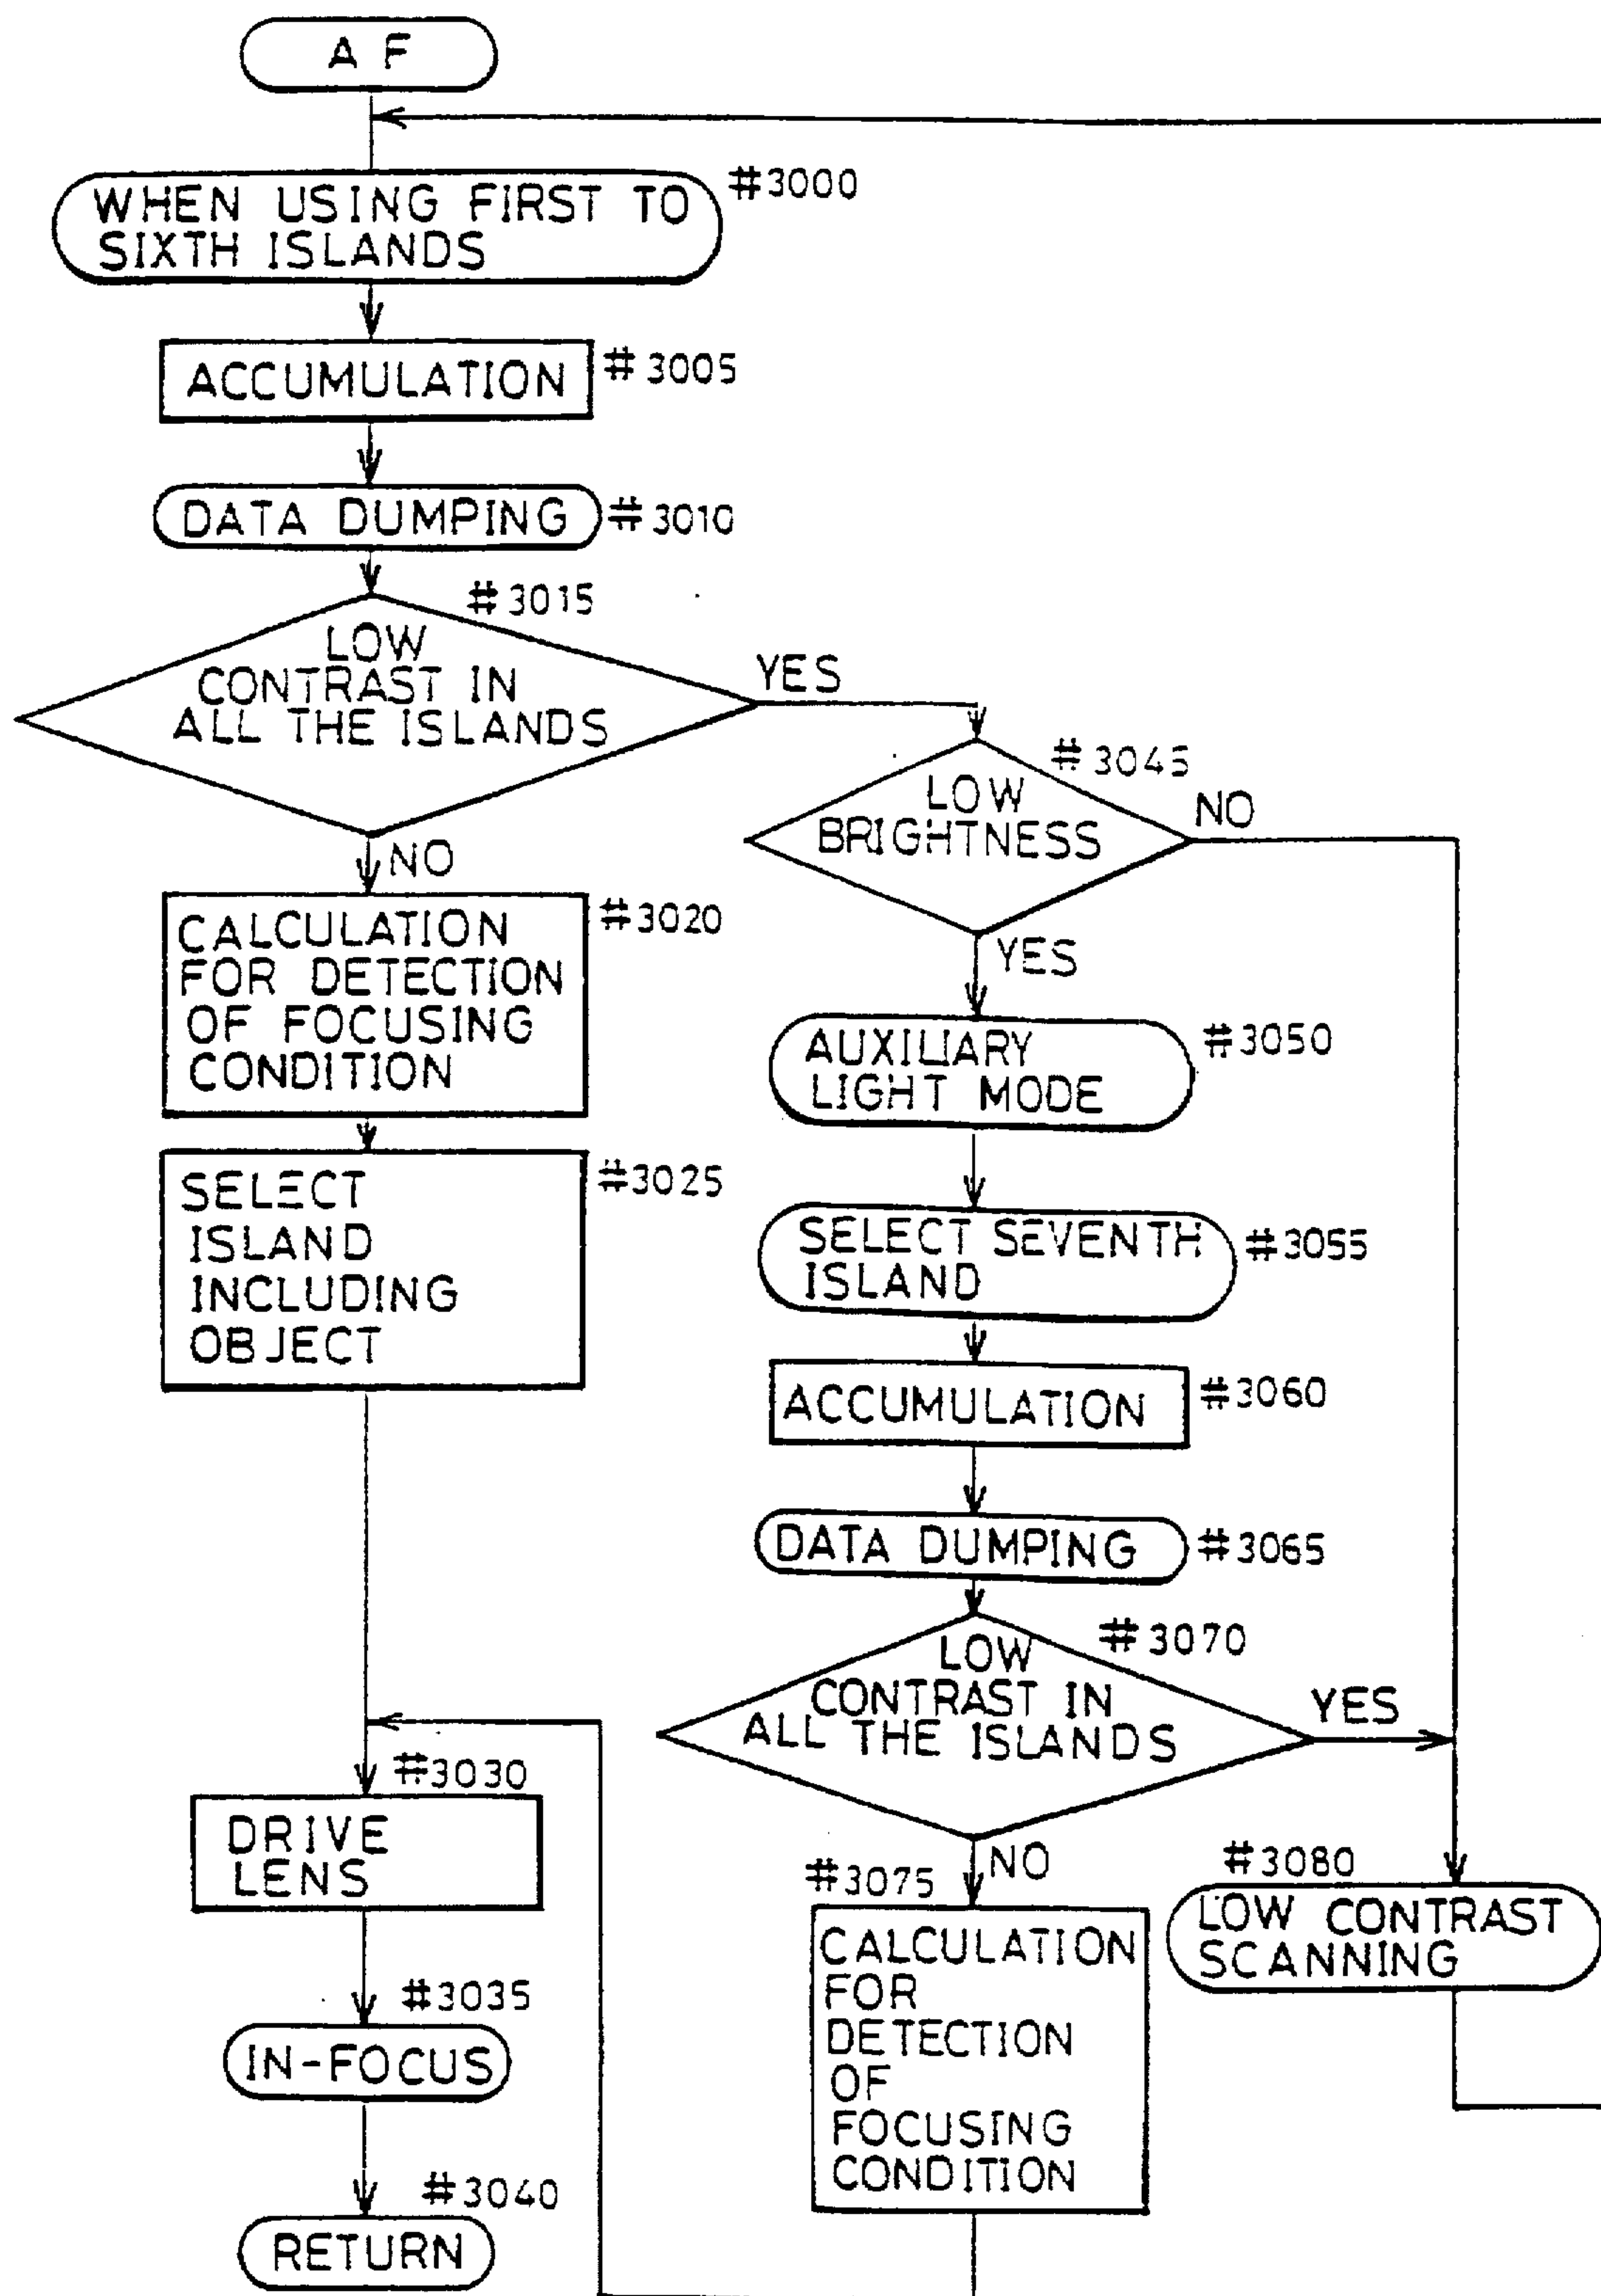 AF
WHEN USING FIRST TO
SIXTH ISLANDS
#3000
ACCUMULATION
#3005
DATA DUMPING
#3010
#3015
LOW
CONTRAST IN
ALL THE ISLANDS
YES
NO
CALCULATION
FOR DETECTION
OF FOCUSING
CONDITION
#3020
SELECT
ISLAND
INCLUDING
OBJECT
#3025
#3030
DRIVE
LENS
#3035
IN-FOCUS
#3040
RETURN
#3045
LOW
BRIGHTNESS
NO
YES
AUXILIARY
LIGHT MODE
#3050
SELECT SEVENTH
ISLAND
#3055
ACCUMULATION
#3060
DATA DUMPING
#3065
#3070
LOW
CONTRAST IN
ALL THE ISLANDS
YES
NO
#3075
CALCULATION
FOR
DETECTION
OF
FOCUSING
CONDITION
#3080
LOW CONTRAST
SCANNING